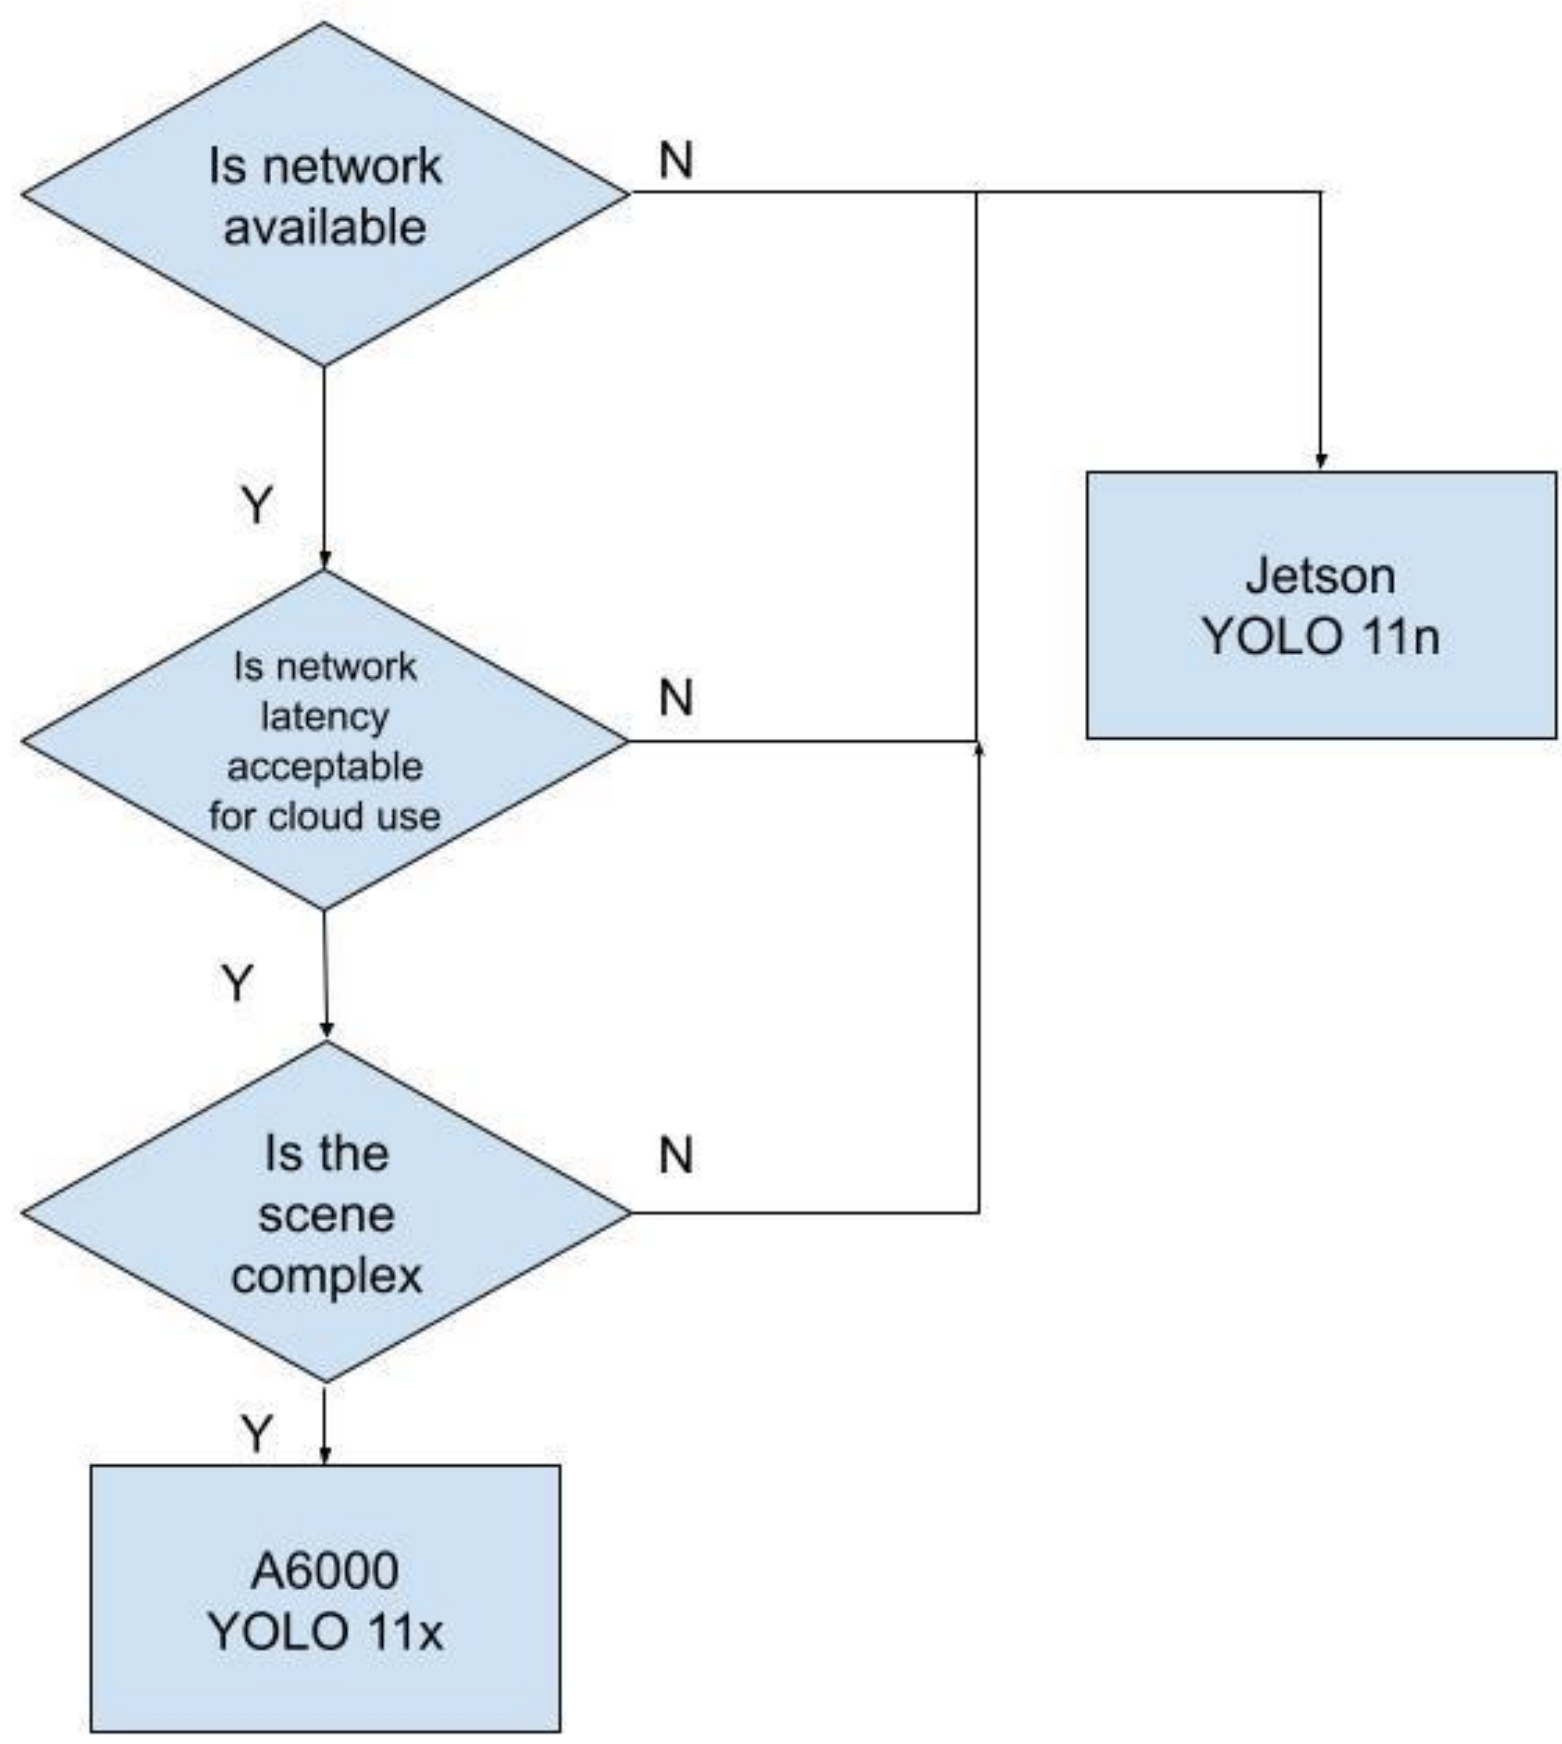 Is network
available
N
Y
Is network
latency
acceptable
for cloud use
N
Jetson
YOLO 11n
Y
Is the
scene
complex
N
Y
A6000
YOLO 11x